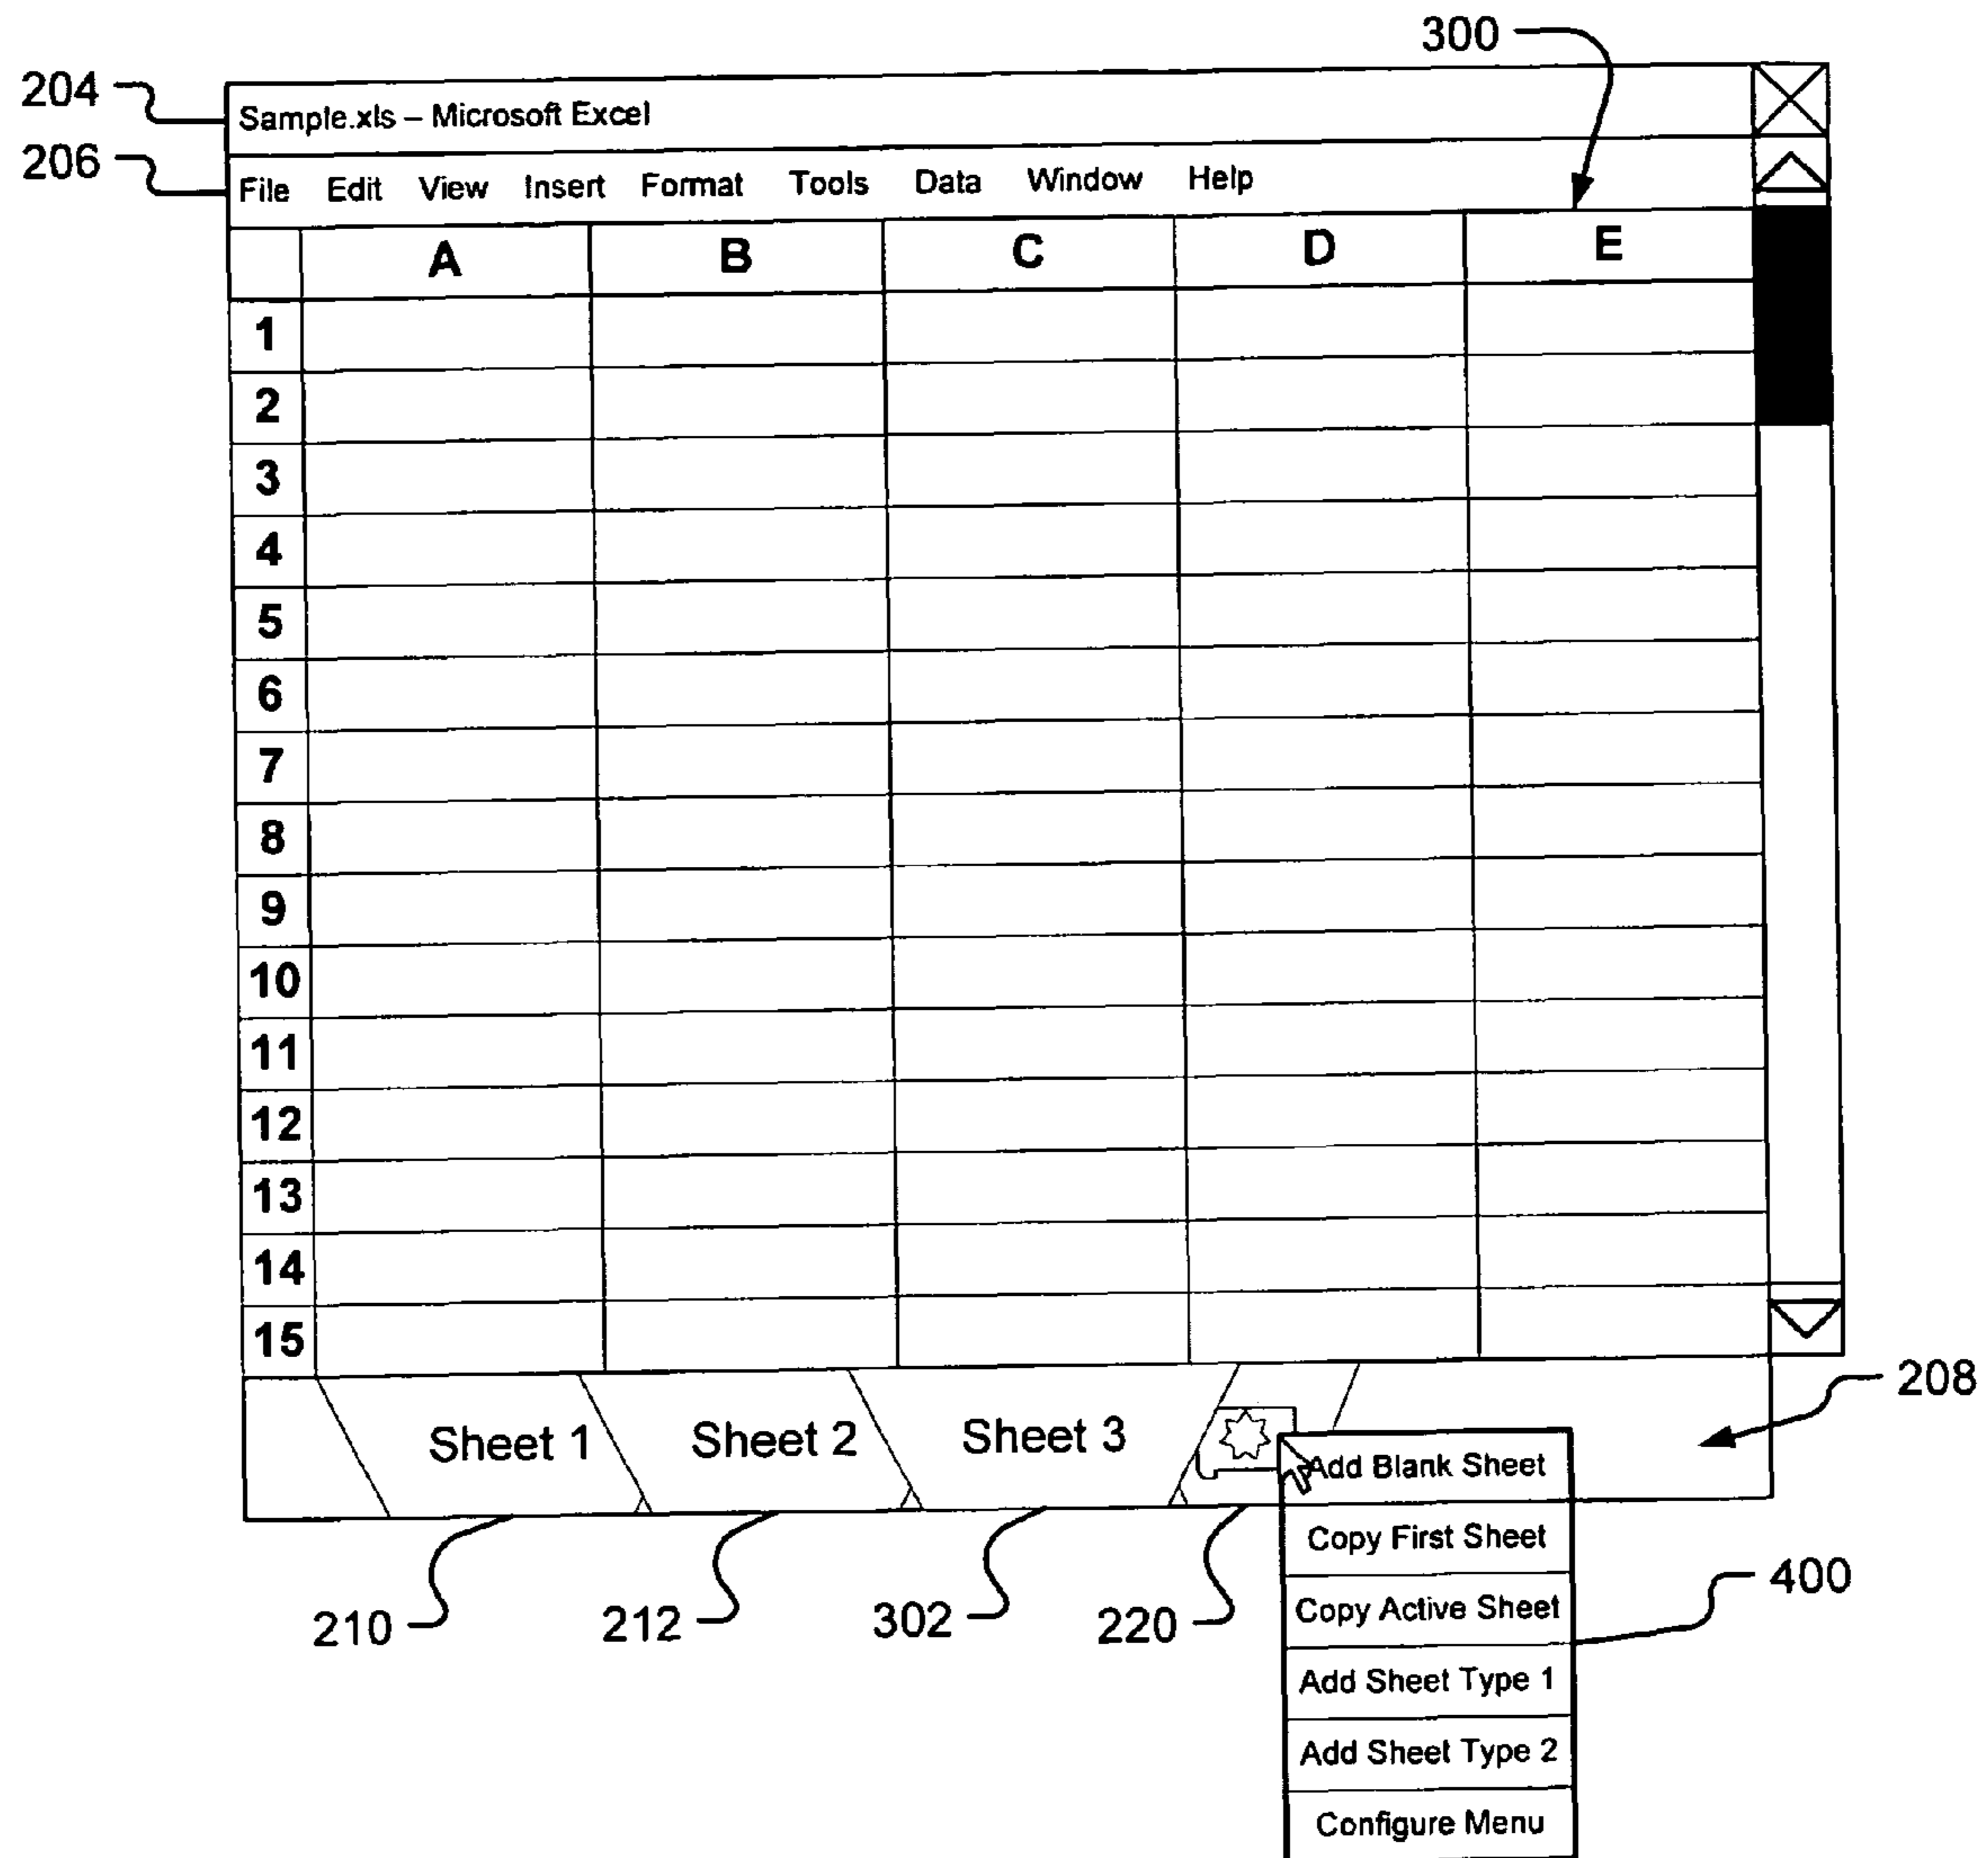 300
204
Sample.xls – Microsoft Excel
206
File Edit View Insert Format Tools Data Window Help
A B C D E
1
2
3
4
5
6
7
8
9
10
11
12
13
14
15
208
Sheet 1 Sheet 2 Sheet 3
Add Blank Sheet
Copy First Sheet
Copy Active Sheet
Add Sheet Type 1
Add Sheet Type 2
Configure Menu
400
210 212 302 220